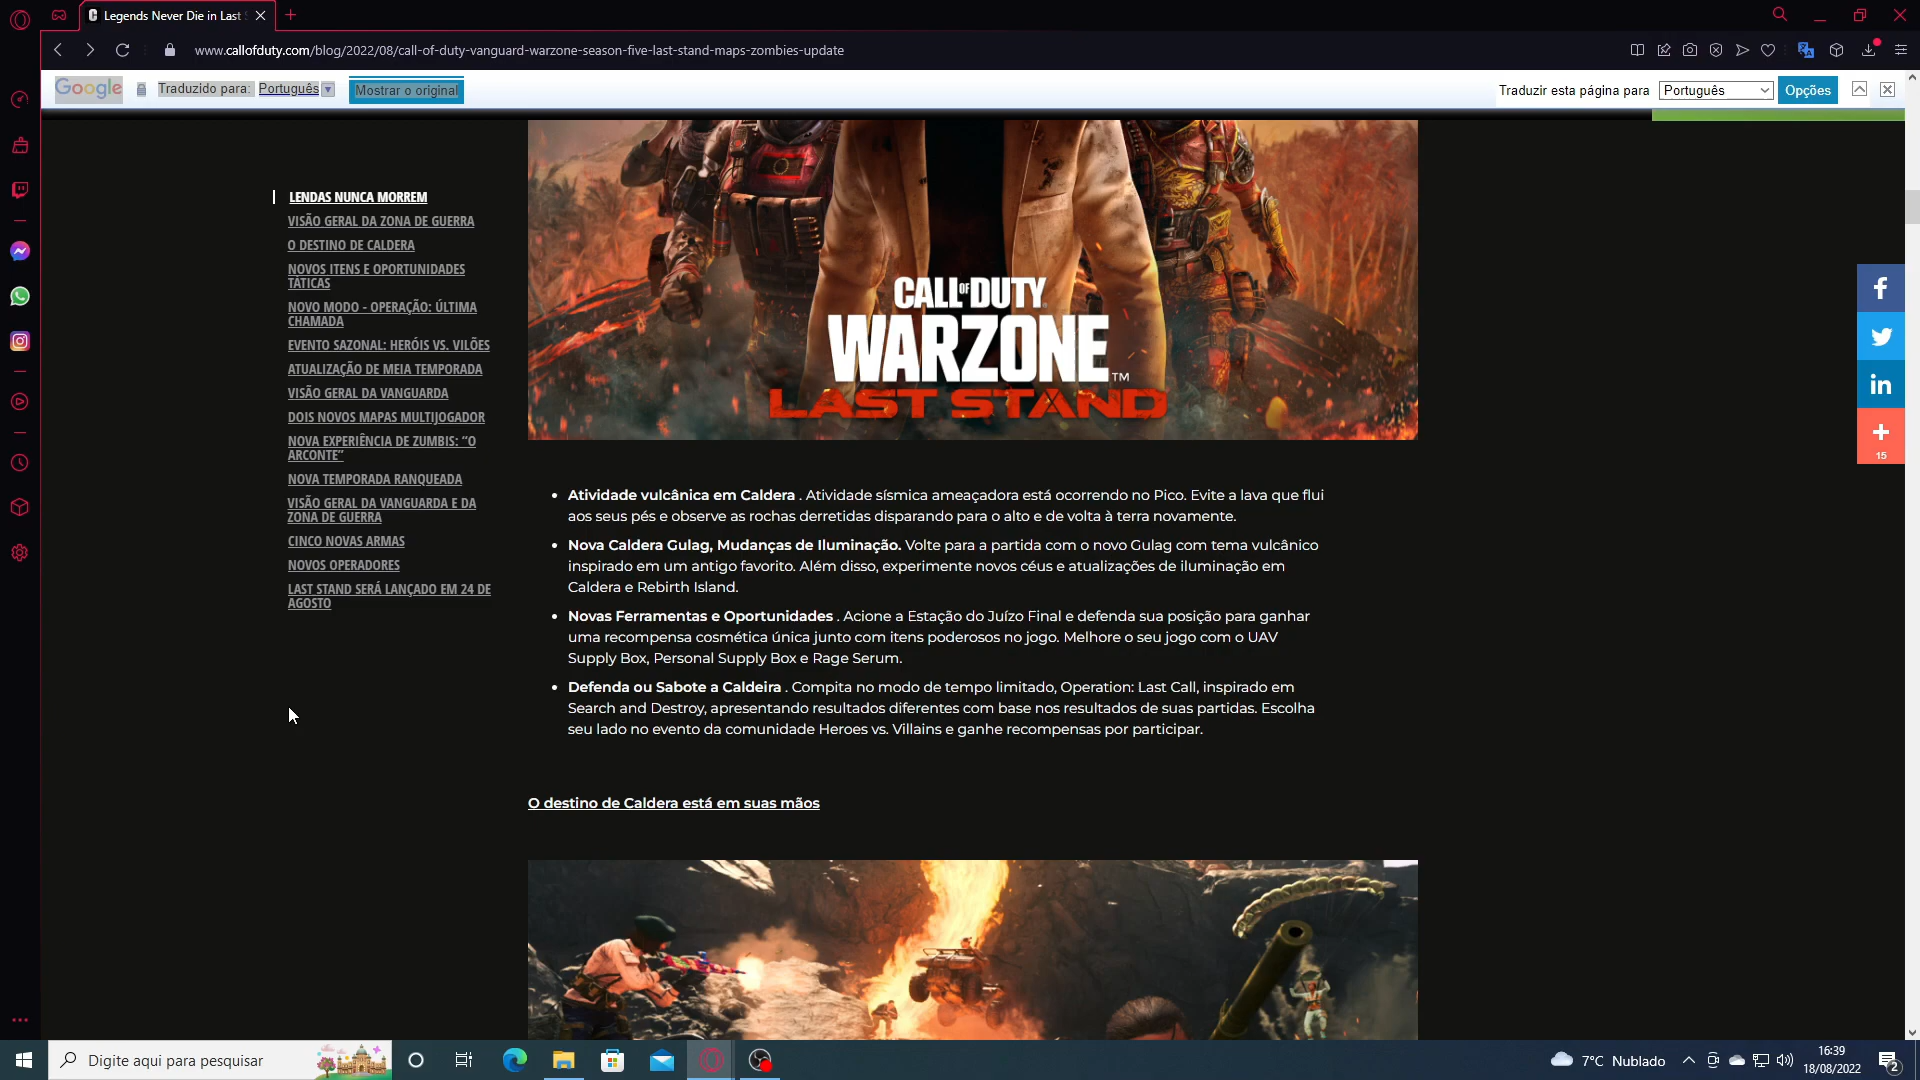 Legends Never Die in Last
www.callofduty.com/blog/2022/08/call-of-duty-vanguard-warzone-season-five-last-stand-maps-zombies-update
Google
Traduzido para: Português
Mostrar o original
Traduzir esta página para
Português
Opções
LENDAS NUNCA MORREM
VISÃO GERAL DA ZONA DE GUERRA
O DESTINO DE CALDERA
NOVOS ITENS E OPORTUNIDADES
TÁTICAS
NOVO MODO - OPERAÇÃO: ÚLTIMA
CHAMADA
EVENTO SAZONAL: HERÓIS VS. VILÕES
ATUALIZAÇÃO DE MEIA TEMPORADA
VISÃO GERAL DA VANGUARDA
DOIS NOVOS MAPAS MULTIJOGADOR
NOVA EXPERIÊNCIA DE ZUMBIS: “O
ARCONTE”
NOVA TEMPORADA RANQUEADA
VISÃO GERAL DA VANGUARDA E DA
ZONA DE GUERRA
CINCO NOVAS ARMAS
NOVOS OPERADORES
LAST STAND SERÁ LANÇADO EM 24 DE
AGOSTO
CALL OF DUTY
WARZONE™
LAST STAND
• Atividade vulcânica em Caldera . Atividade sísmica ameaçadora está ocorrendo no Pico. Evite a lava que flui
aos seus pés e observe as rochas derretidas disparando para o alto e de volta à terra novamente.
• Nova Caldera Gulag, Mudanças de Iluminação. Volte para a partida com o novo Gulag com tema vulcânico
inspirado em um antigo favorito. Além disso, experimente novos céus e atualizações de iluminação em
Caldera e Rebirth Island.
• Novas Ferramentas e Oportunidades . Acione a Estação do Juízo Final e defenda sua posição para ganhar
uma recompensa cosmética única junto com itens poderosos no jogo. Melhore o seu jogo com o UAV
Supply Box, Personal Supply Box e Rage Serum.
• Defenda ou Sabote a Caldeira . Compita no modo de tempo limitado, Operation: Last Call, inspirado em
Search and Destroy, apresentando resultados diferentes com base nos resultados de suas partidas. Escolha
seu lado no evento da comunidade Heroes vs. Villains e ganhe recompensas por participar.
O destino de Caldera está em suas mãos
f
in
+
15
Digite aqui para pesquisar
7°C Nublado
16:39
18/08/2022
2